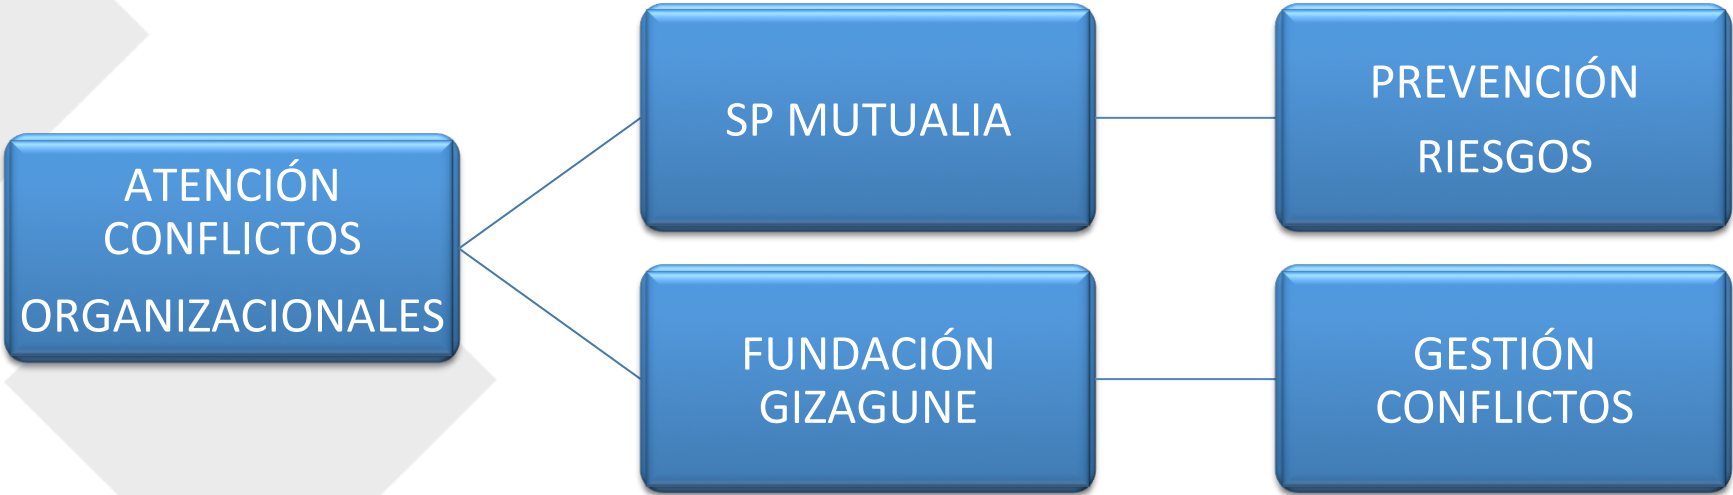 ATENCIÓN
CONFLICTOS
ORGANIZACIONALES
SP MUTUALIA
PREVENCIÓN
RIESGOS
FUNDACIÓN
GIZAGUNE
GESTIÓN
CONFLICTOS